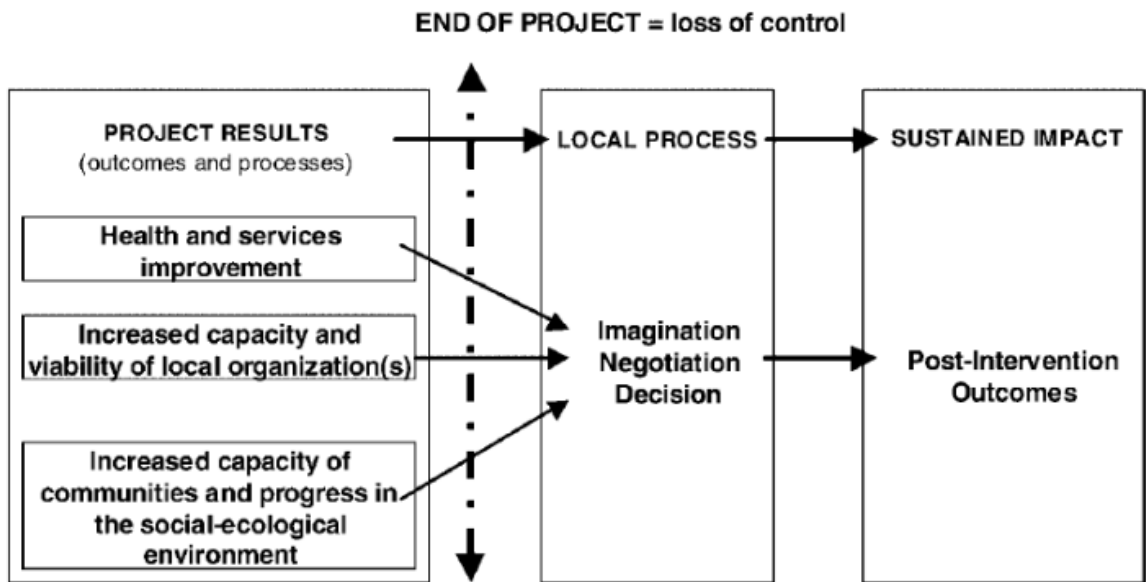 END OF PROJECT = loss of control
PROJECT RESULTS
(outcomes and processes)
Health and services
improvement
Increased capacity and
viability of local organization(s)
Increased capacity of
communities and progress in
the social-ecological
environment
LOCAL PROCESS
Imagination
Negotiation
Decision
SUSTAINED IMPACT
Post-Intervention
Outcomes